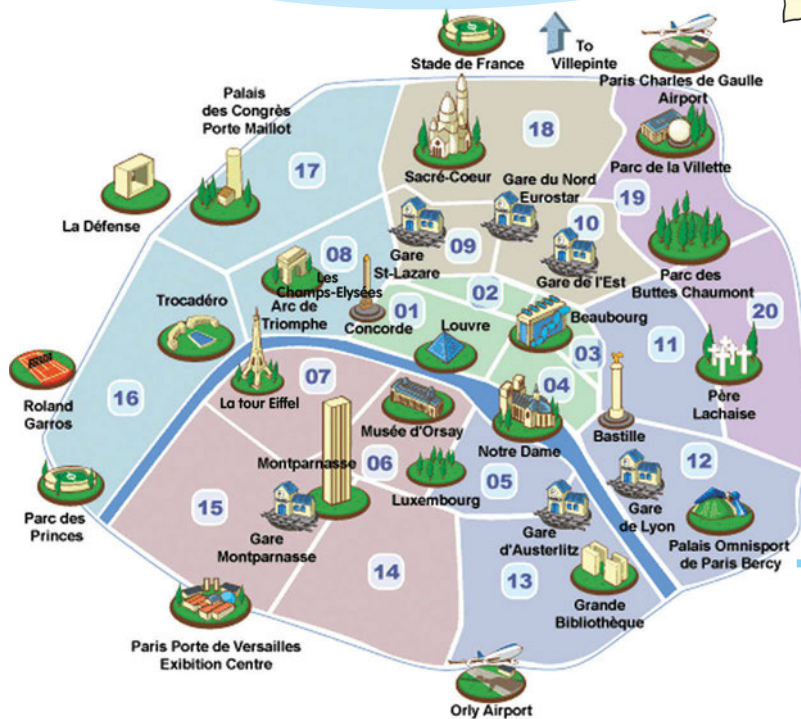 Stade de France
To
Villepinte
Paris Charles de Gaulle
Airport
Palais
des Congrès
Porte Maillot
18
17
Sacré-Coeur
Parc de la Villette
La Défense
Gare du Nord
Eurostar
19
10
09
08
Gare
St-Lazare
Gare de l'Est
Parc des
Buttes Chaumont
Les
Champs-Elysées
Arc de
Triomphe
Trocadéro
02
01
Concorde
Louvre
Beaubourg
20
11
03
Père
Lachaise
16
Roland
Garros
La tour Eiffel
07
04
Musée d'Orsay
Notre Dame
Bastille
Montparnasse
06
Luxembourg
05
12
Parc des
Princes
15
Gare
Montparnasse
Gare
d'Austerlitz
Gare
de Lyon
Palais Omnisport
de Paris Bercy
14
13
Grande
Bibliothèque
Paris Porte de Versailles
Exibition Centre
Orly Airport